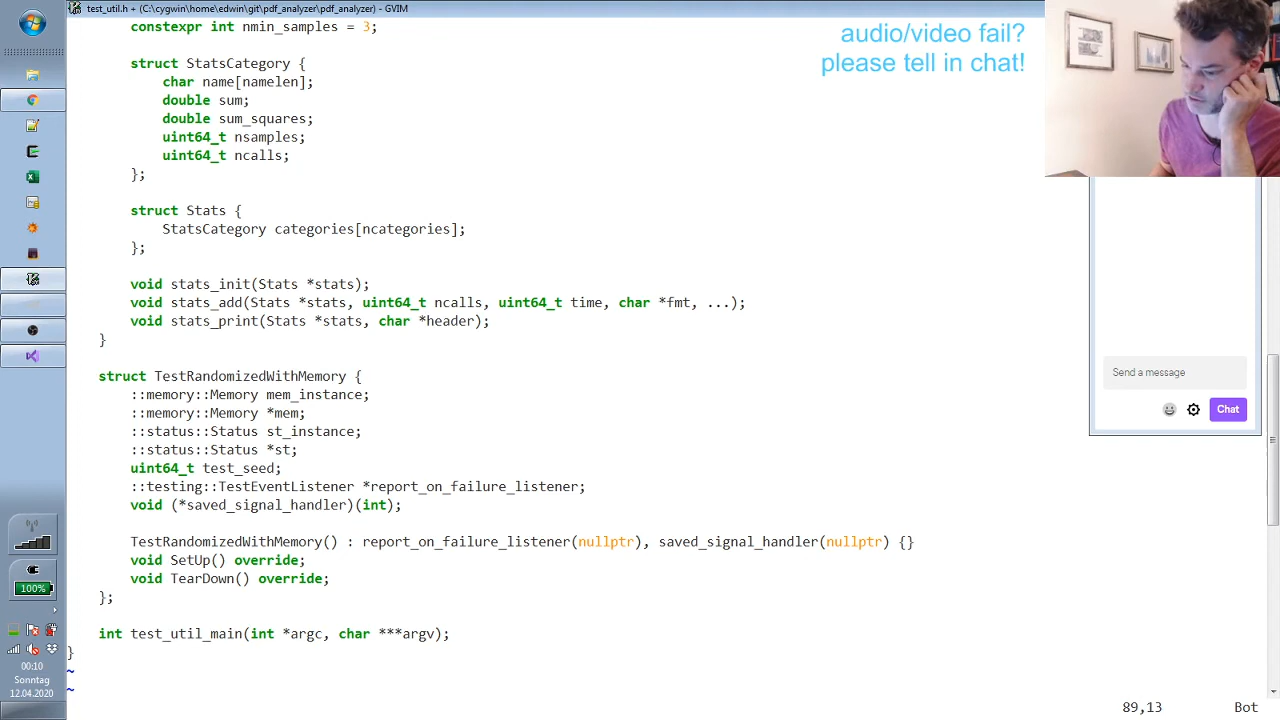 test_util.h + (C:\cygwin\home\edwin\git\pdf_analyzer\pdf_analyzer) - GVIM
constexpr int nmin_samples = 3;
struct StatsCategory {
char name[namelen];
double sum;
double sum_squares;
uint64_t nsamples;
uint64_t ncalls;
};
struct Stats {
StatsCategory categories[ncategories];
};
void stats_init(Stats *stats);
void stats_add(Stats *stats, uint64_t ncalls, uint64_t time, char *fmt, ...);
void stats_print(Stats *stats, char *header);
}
struct TestRandomizedWithMemory {
::memory::Memory mem_instance;
::memory::Memory *mem;
::status::Status st_instance;
::status::Status *st;
uint64_t test_seed;
::testing::TestEventListener *report_on_failure_listener;
void (*saved_signal_handler)(int);
TestRandomizedWithMemory() : report_on_failure_listener(nullptr), saved_signal_handler(nullptr) {}
void SetUp() override;
void TearDown() override;
};
int test_util_main(int *argc, char ***argv);
}
~
~
89,13 Bot
audio/video fail?
please tell in chat!
Send a message
Chat
100%
00:10
Sonntag
12.04.2020